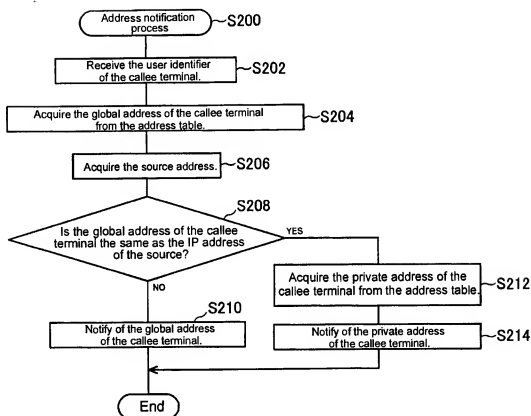 Address notification
process
S200
Receive the user identifier
of the callee terminal.
S202
Acquire the global address of the callee terminal
from the address table.
S204
Acquire the source address.
S206
S208
Is the global address of the callee
terminal the same as the IP address
of the source?
YES
NO
Acquire the private address of the
callee terminal from the address table.
S212
S210
Notify of the global address
of the callee terminal.
Notify of the private address
of the callee terminal.
S214
End